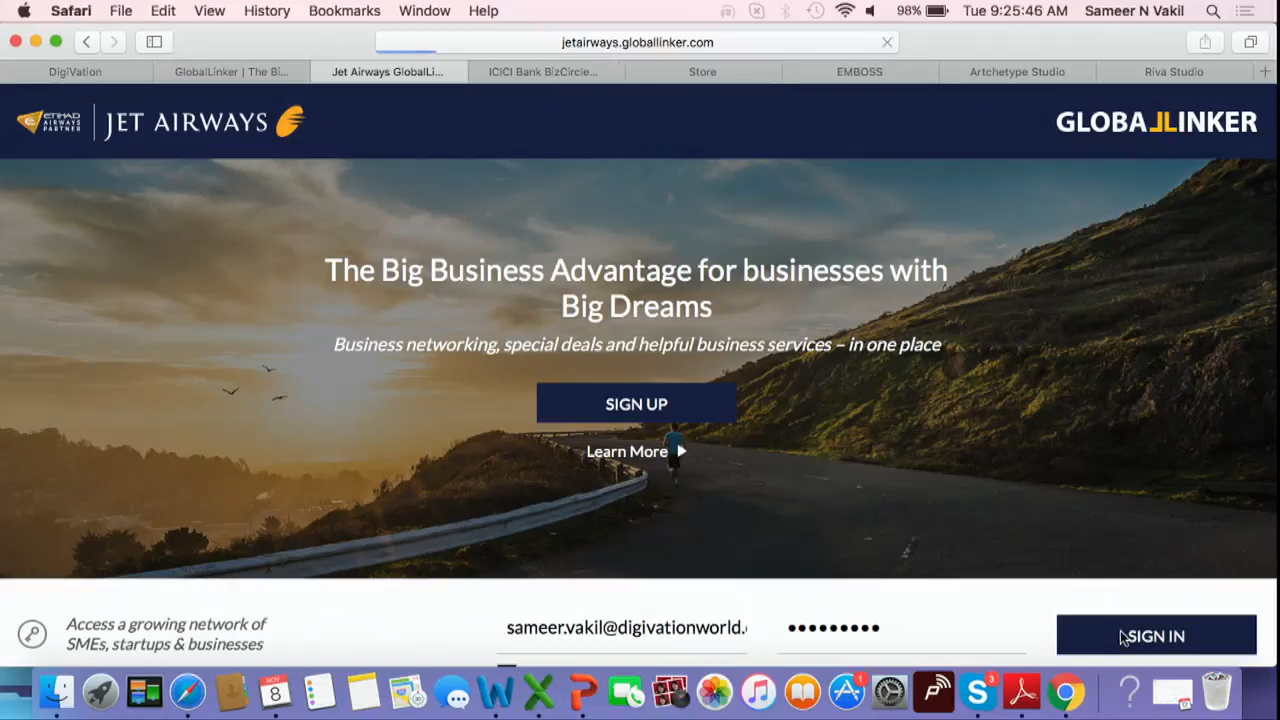 Safari File Edit View History Bookmarks Window Help 98% Tue 9:25:46 AM Sameer N Vakil
jetairways.globallinker.com
DigiVation GlobalLinker | The Bi... Jet Airways GlobalLi... ICICI Bank BizCircle... Store EMBOSS Artchetype Studio Riva Studio
ETIHAD AIRWAYS PARTNER JET AIRWAYS GLOBALLINKER
The Big Business Advantage for businesses with
Big Dreams
Business networking, special deals and helpful business services – in one place
SIGN UP
Learn More
Access a growing network of
SMEs, startups & businesses
sameer.vakil@digivationworld.
•••••••••
SIGN IN
8
1
3